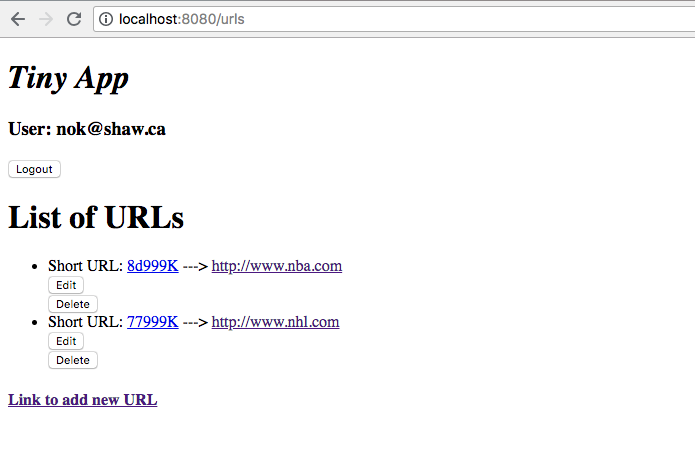 localhost:8080/urls
Tiny App
User: nok@shaw.ca
Logout
List of URLs
Short URL: 8d999K ---> http://www.nba.com
Edit
Delete
Short URL: 77999K ---> http://www.nhl.com
Edit
Delete
Link to add new URL